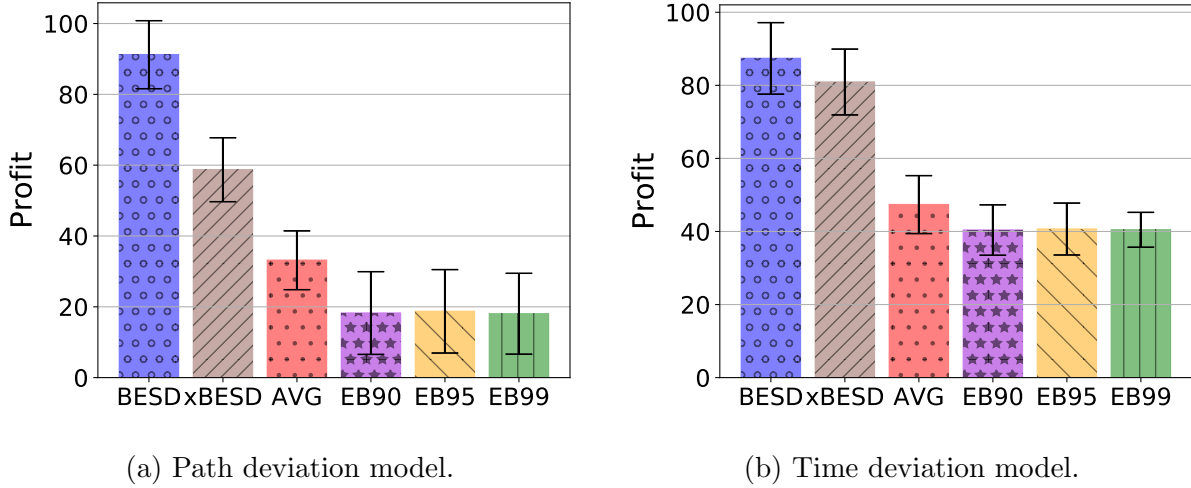 Profit
100
80
60
40
20
0
BESD xBESD AVG EB90 EB95 EB99
(a) Path deviation model.
Profit
100
80
60
40
20
0
BESD xBESD AVG EB90 EB95 EB99
(b) Time deviation model.